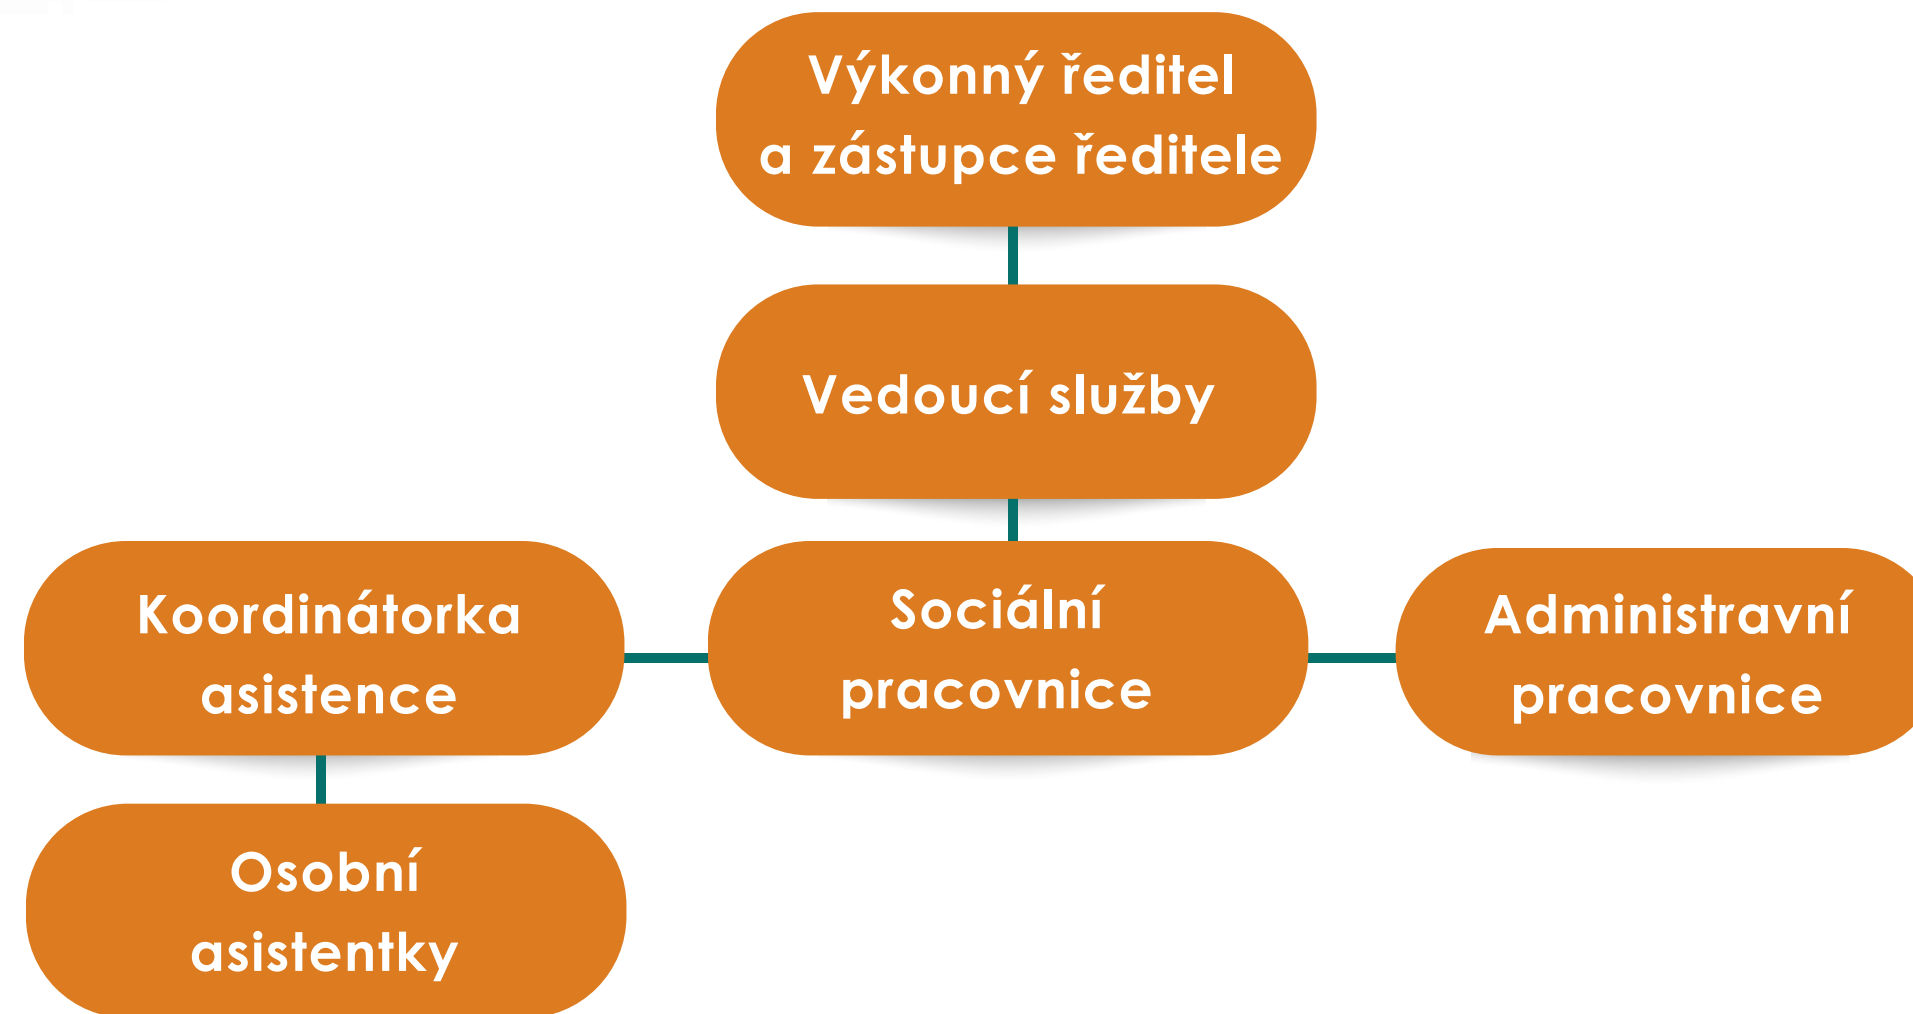 Výkonný ředitel
a zástupce ředitele
Vedoucí služby
Koordinátorka
asistence
Sociální
pracovnice
Administravní
pracovnice
Osobní
asistentky